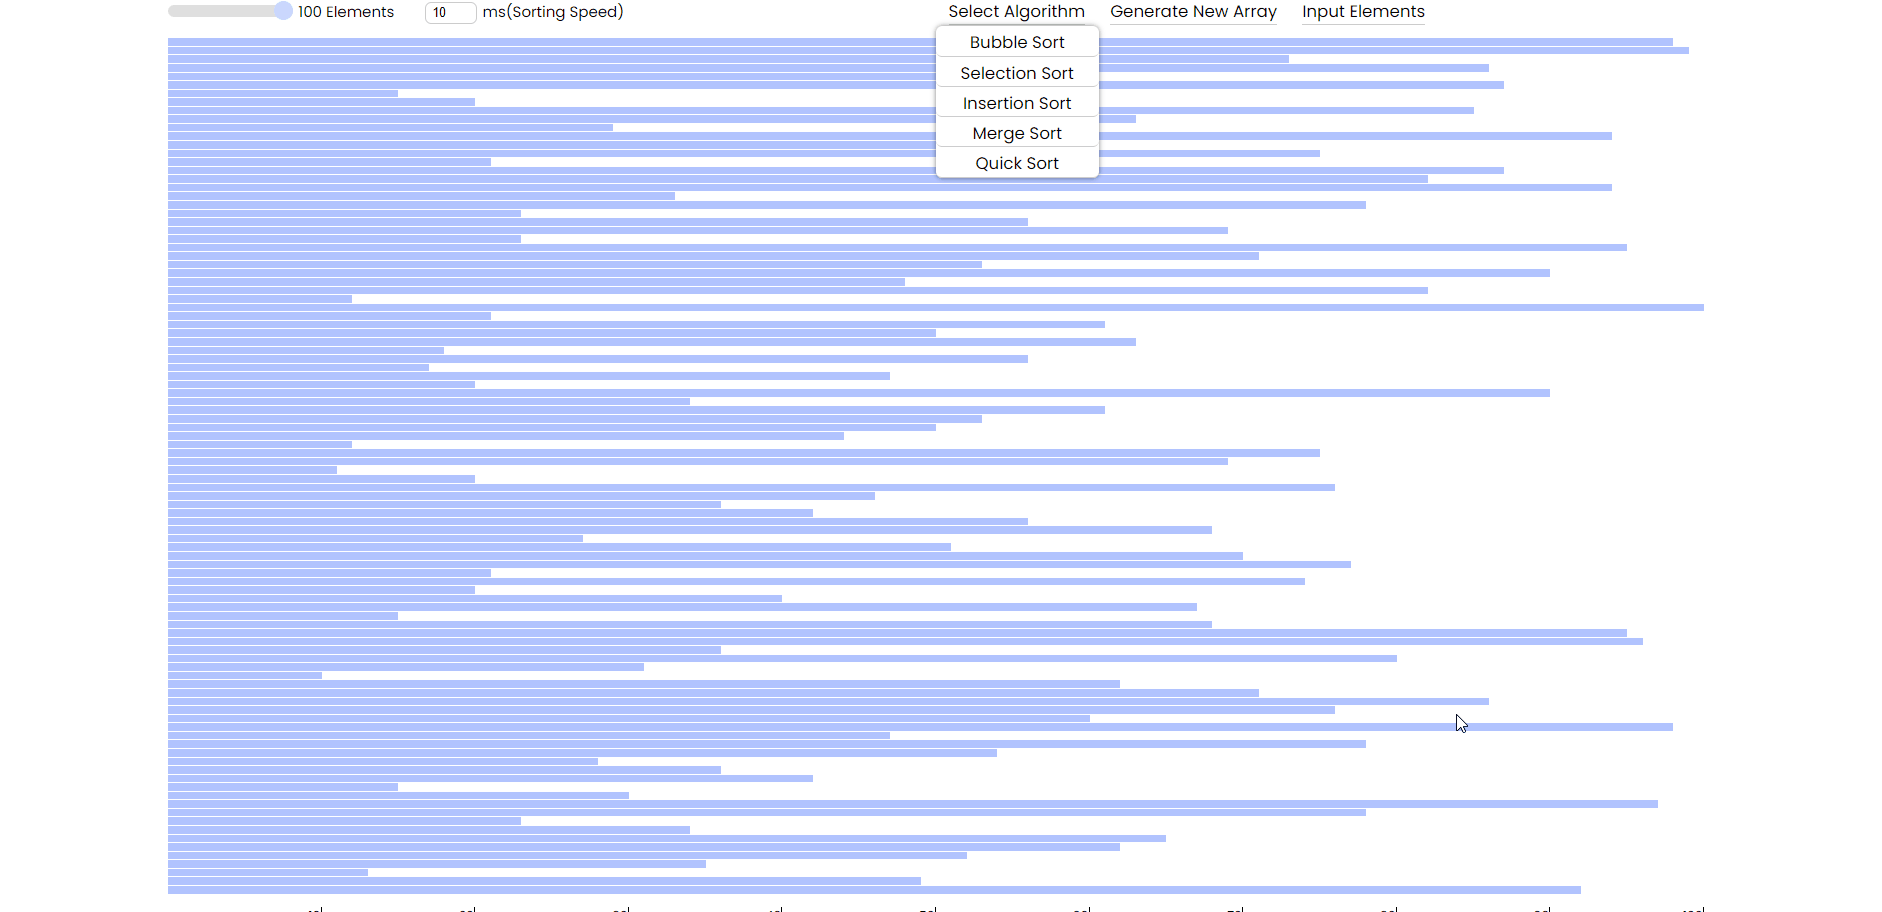 100 Elements 10 ms(Sorting Speed) Select Algorithm Generate New Array Input Elements
Bubble Sort
Selection Sort
Insertion Sort
Merge Sort
Quick Sort